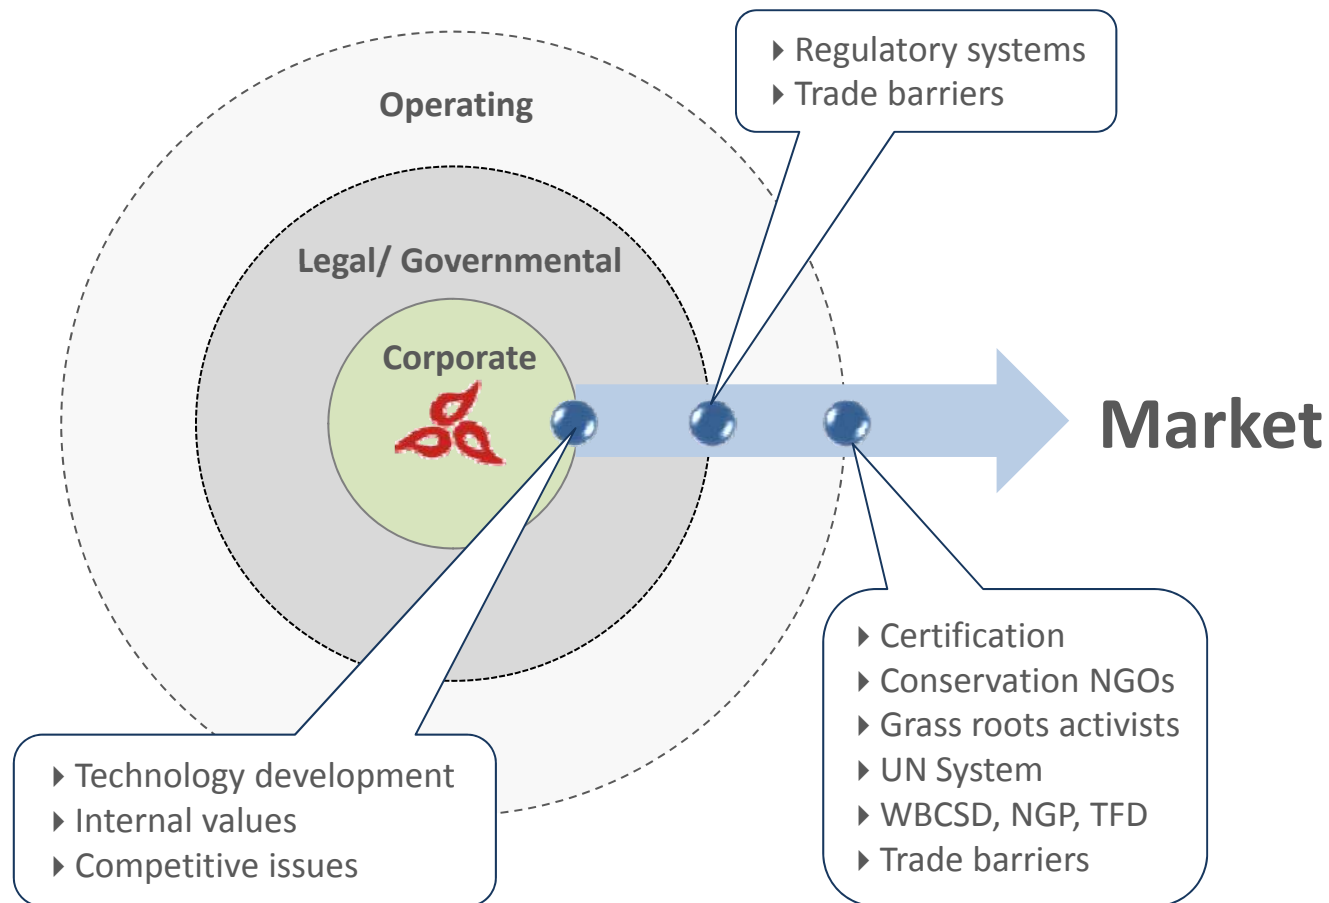 Regulatory systems
Trade barriers
Operating
Legal/ Governmental
Corporate
Market
Certification
Conservation NGOs
Grass roots activists
UN System
WBCSD, NGP, TFD
Trade barriers
Technology development
Internal values
Competitive issues